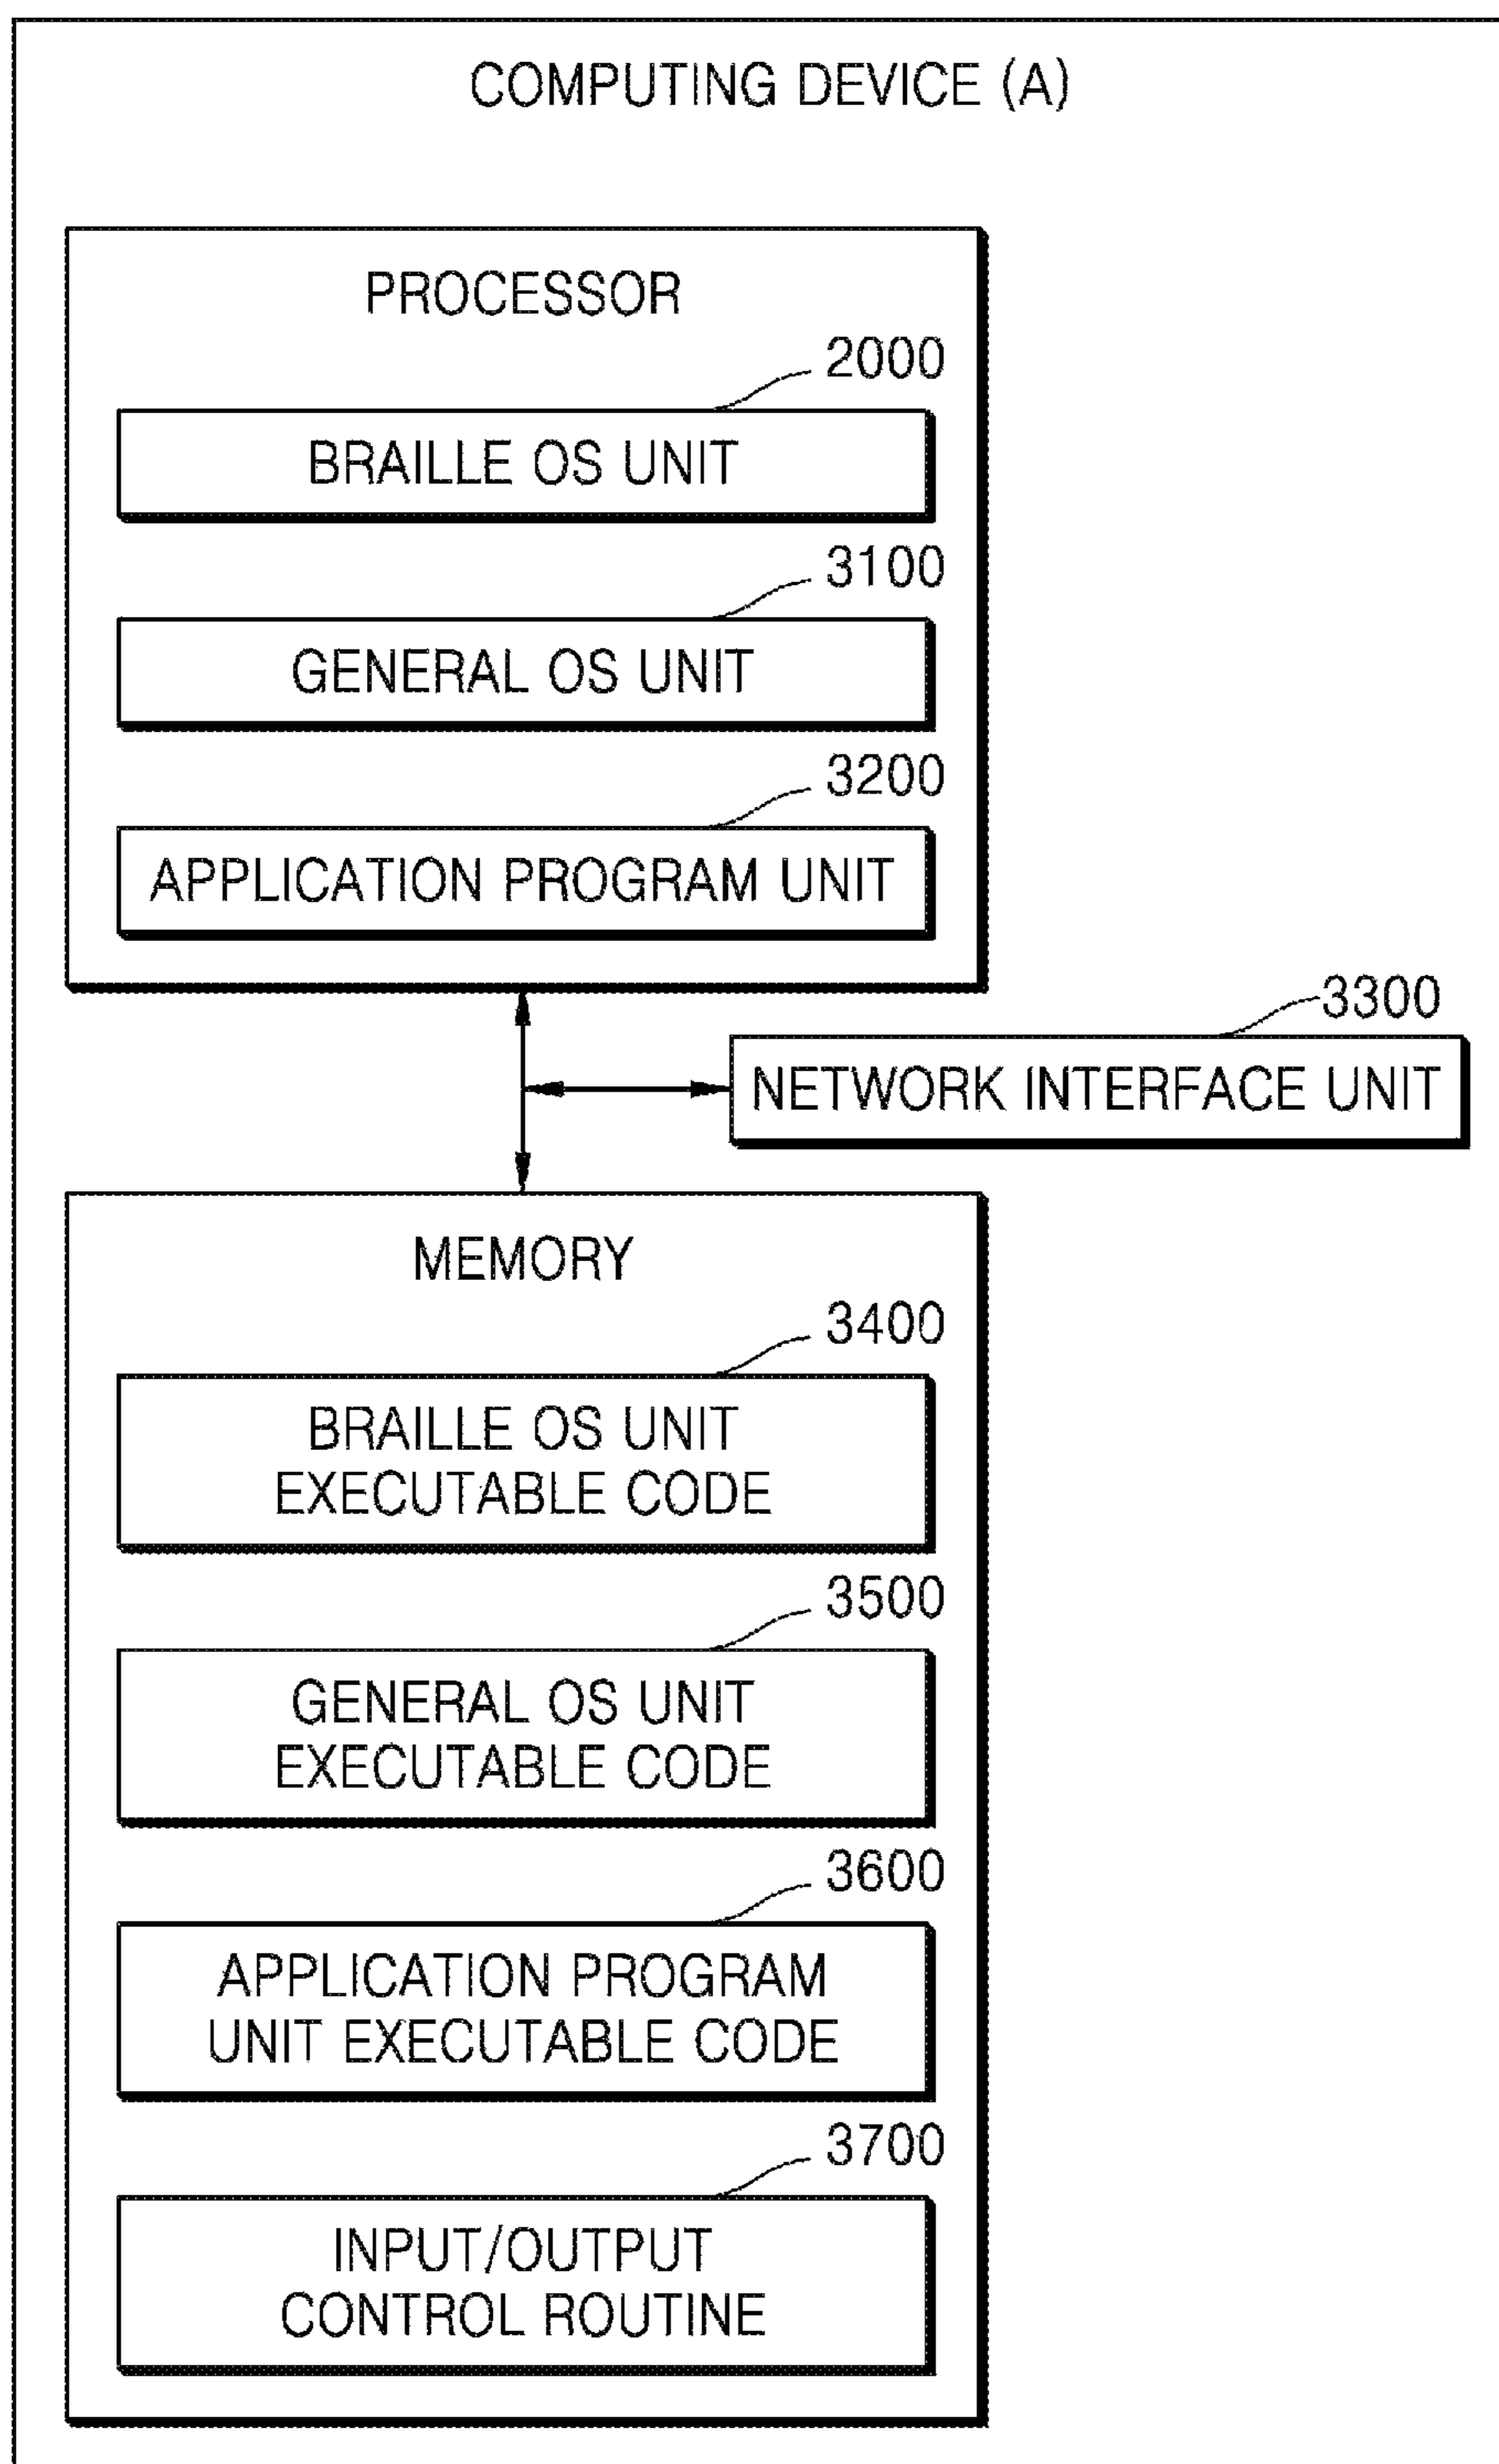 COMPUTING DEVICE (A)
PROCESSOR
2000
BRAILLE OS UNIT
3100
GENERAL OS UNIT
3200
APPLICATION PROGRAM UNIT
3300
NETWORK INTERFACE UNIT
MEMORY
3400
BRAILLE OS UNIT
EXECUTABLE CODE
3500
GENERAL OS UNIT
EXECUTABLE CODE
3600
APPLICATION PROGRAM
UNIT EXECUTABLE CODE
3700
INPUT/OUTPUT
CONTROL ROUTINE